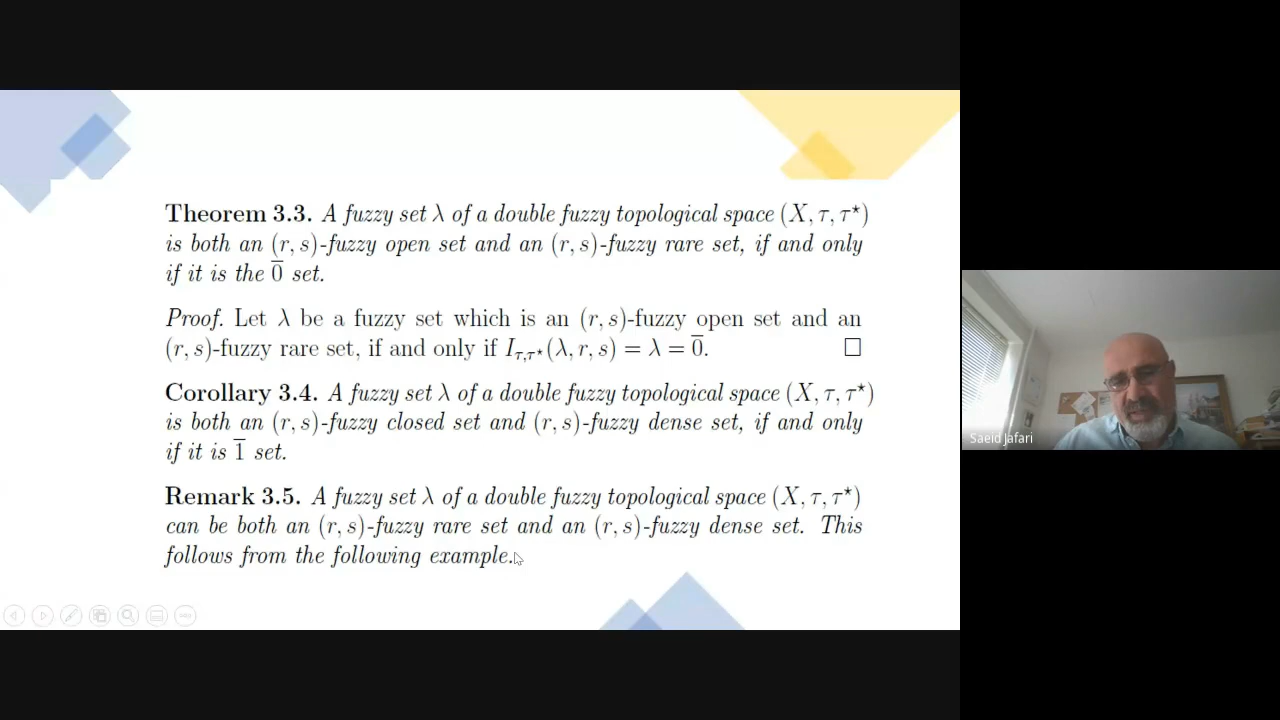 Theorem 3.3. A fuzzy set λ of a double fuzzy topological space (X, τ, τ⋆)
is both an (r, s)-fuzzy open set and an (r, s)-fuzzy rare set, if and only
if it is the 0̅ set.
Proof. Let λ be a fuzzy set which is an (r, s)-fuzzy open set and an
(r, s)-fuzzy rare set, if and only if I_{τ,τ⋆}(λ, r, s) = λ = 0̅. □
Corollary 3.4. A fuzzy set λ of a double fuzzy topological space (X, τ, τ⋆)
is both an (r, s)-fuzzy closed set and (r, s)-fuzzy dense set, if and only
if it is 1̅ set.
Remark 3.5. A fuzzy set λ of a double fuzzy topological space (X, τ, τ⋆)
can be both an (r, s)-fuzzy rare set and an (r, s)-fuzzy dense set. This
follows from the following example.
Saeid Jafari